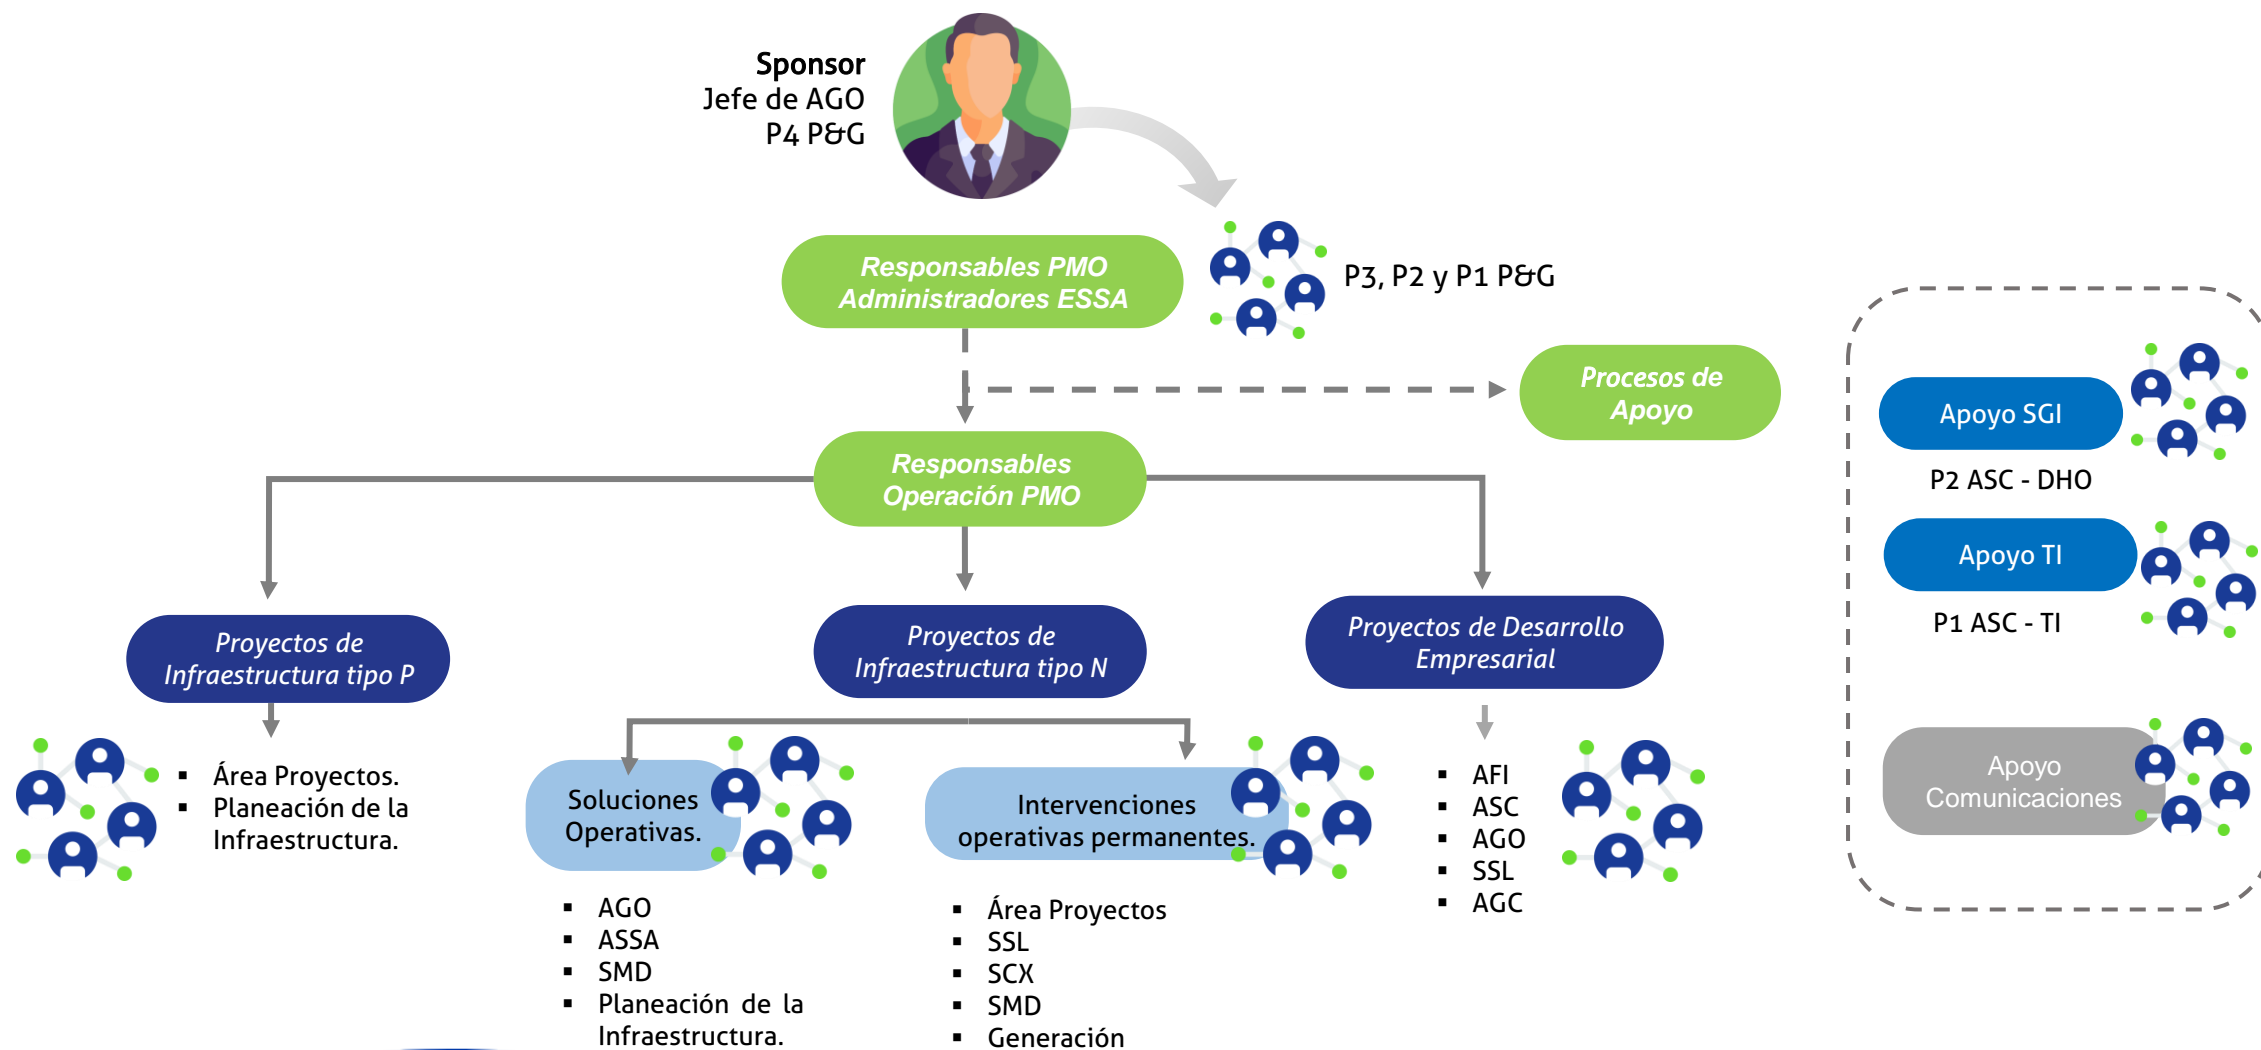 Sponsor
Jefe de AGO
P4 P&G
Responsables PMO
Administradores ESSA
P3, P2 y P1 P&G
Procesos de
Apoyo
Responsables
Operación PMO
Proyectos de
Infraestructura tipo P
▪ Área Proyectos.
▪ Planeación de la
Infraestructura.
Proyectos de
Infraestructura tipo N
Soluciones
Operativas.
▪ AGO
▪ ASSA
▪ SMD
▪ Planeación de la
Infraestructura.
Intervenciones
operativas permanentes.
▪ Área Proyectos
▪ SSL
▪ SCX
▪ SMD
▪ Generación
Proyectos de Desarrollo
Empresarial
▪ AFI
▪ ASC
▪ AGO
▪ SSL
▪ AGC
Apoyo SGI
P2 ASC - DHO
Apoyo TI
P1 ASC - TI
Apoyo
Comunicaciones